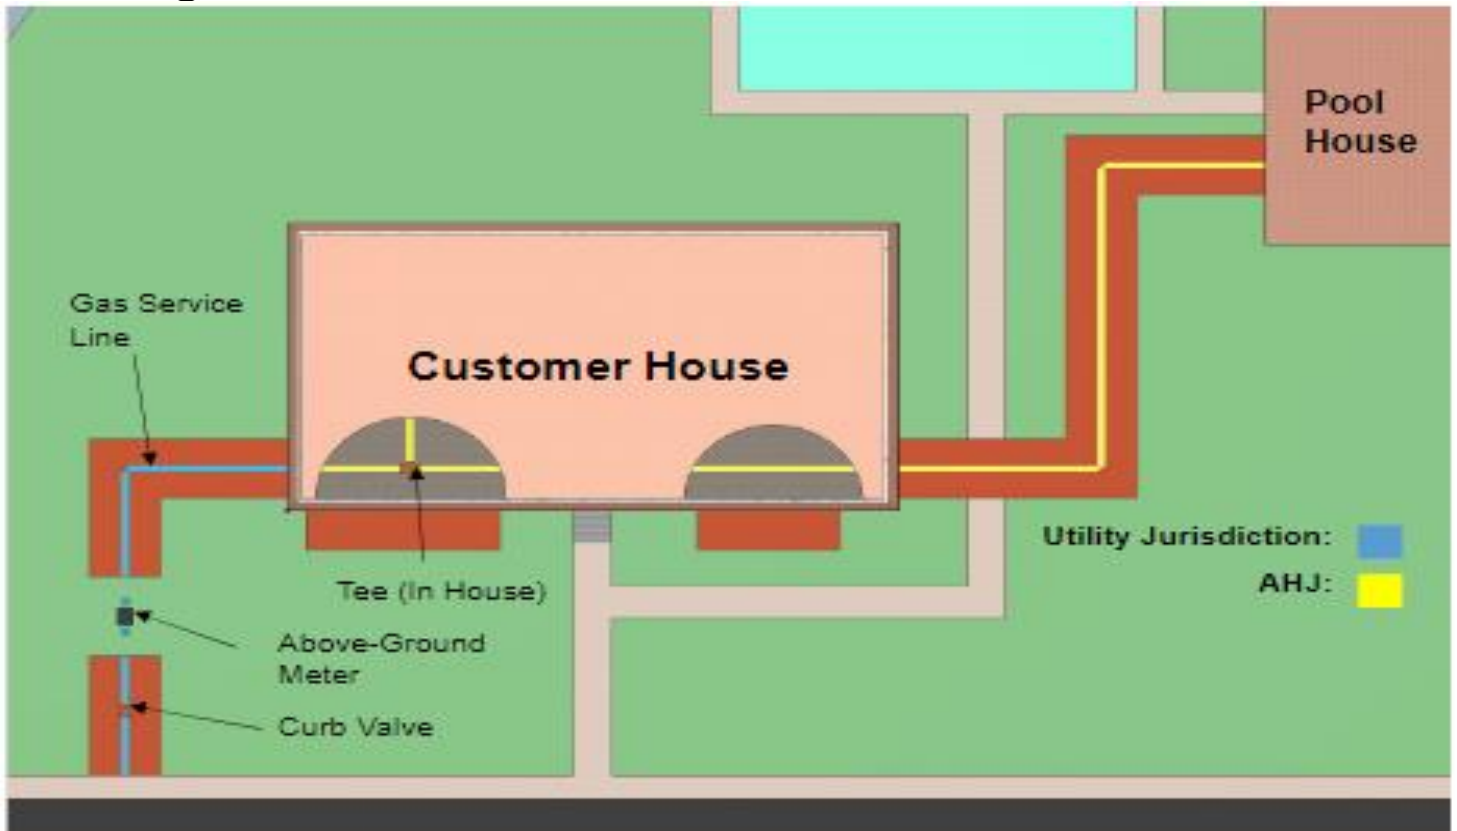 Pool
House
Gas Service
Line
Customer House
Utility Jurisdiction:
AHJ:
Tee (In House)
Above-Ground
Meter
Curb Valve